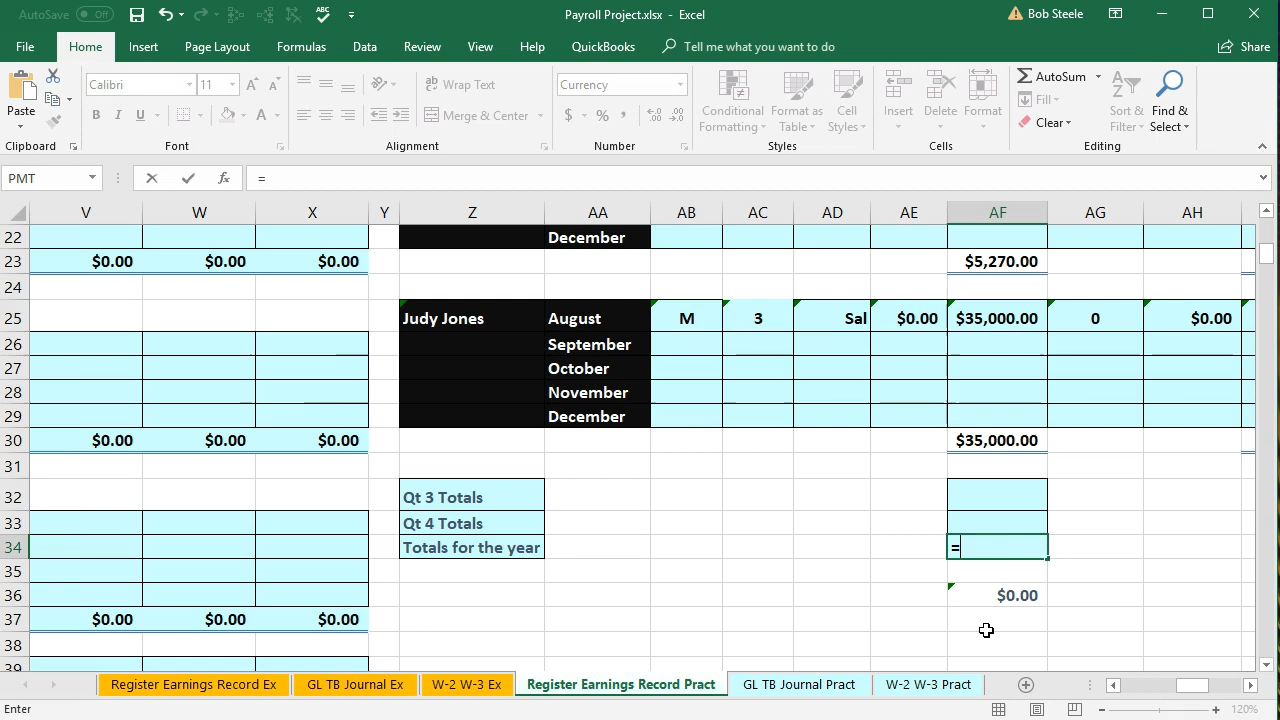 AutoSave Off Payroll Project.xlsx - Excel Bob Steele
File Home Insert Page Layout Formulas Data Review View Help QuickBooks Tell me what you want to do Share
Paste Calibri 11 A A Wrap Text Currency Conditional Format as Cell Insert Delete Format AutoSum Sort & Find &
B I U A Merge & Center $ % , Formatting Table Styles Fill Filter Select
Clear
Clipboard Font Alignment Number Styles Cells Editing
PMT fx =
V W X Y Z AA AB AC AD AE AF AG AH
22 December
23 $0.00 $0.00 $0.00 $5,270.00
24
25 Judy Jones August M 3 Sal $0.00 $35,000.00 0 $0.00
26 September
27 October
28 November
29 December
30 $0.00 $0.00 $0.00 $35,000.00
31
32 Qt 3 Totals
33 Qt 4 Totals
34 Totals for the year =
35
36 $0.00
37 $0.00 $0.00 $0.00
38
39
Register Earnings Record Ex GL TB Journal Ex W-2 W-3 Ex Register Earnings Record Pract GL TB Journal Pract W-2 W-3 Pract
Enter 120%